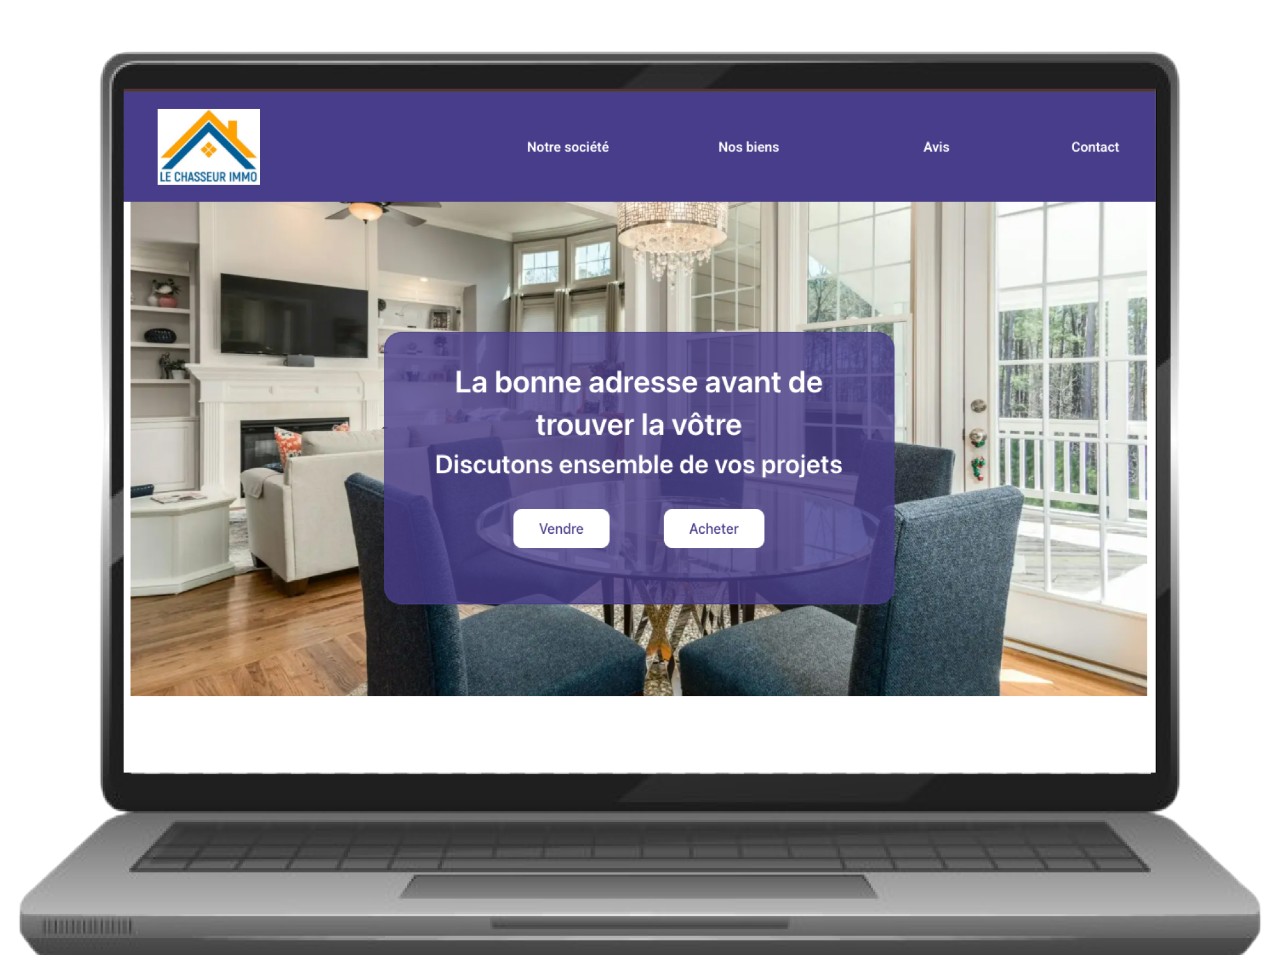 LE CHASSEUR IMMO
Notre société
Nos biens
Avis
Contact
La bonne adresse avant de
trouver la vôtre
Discutons ensemble de vos projets
Vendre
Acheter